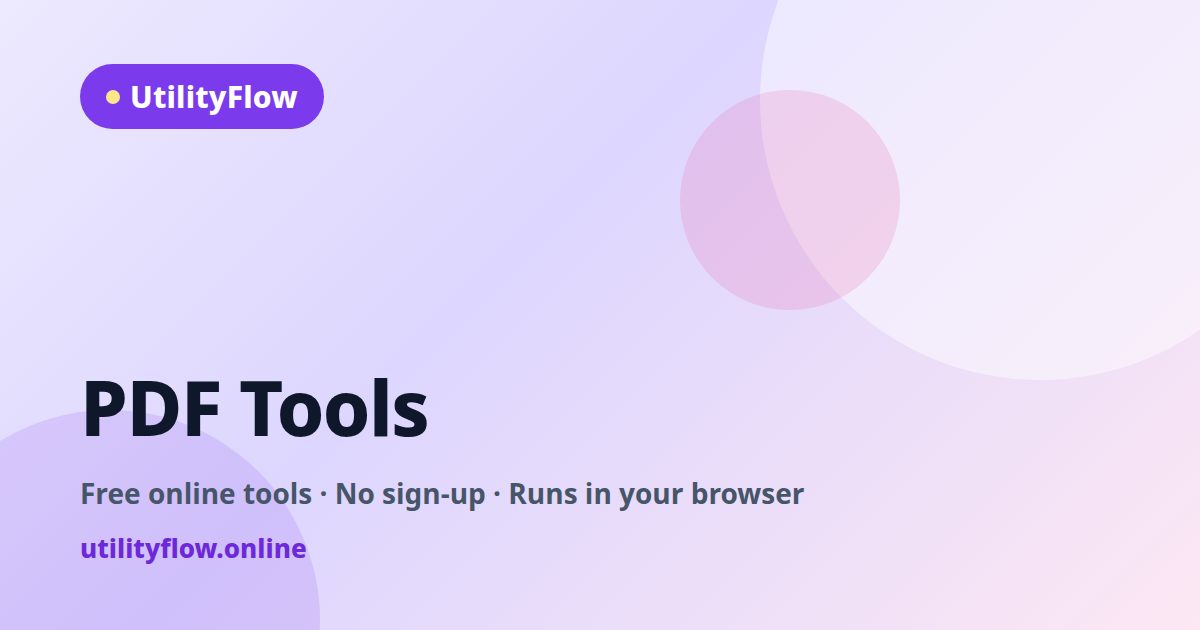 UtilityFlow
PDF Tools
Free online tools · No sign-up · Runs in your browser
utilityflow.online